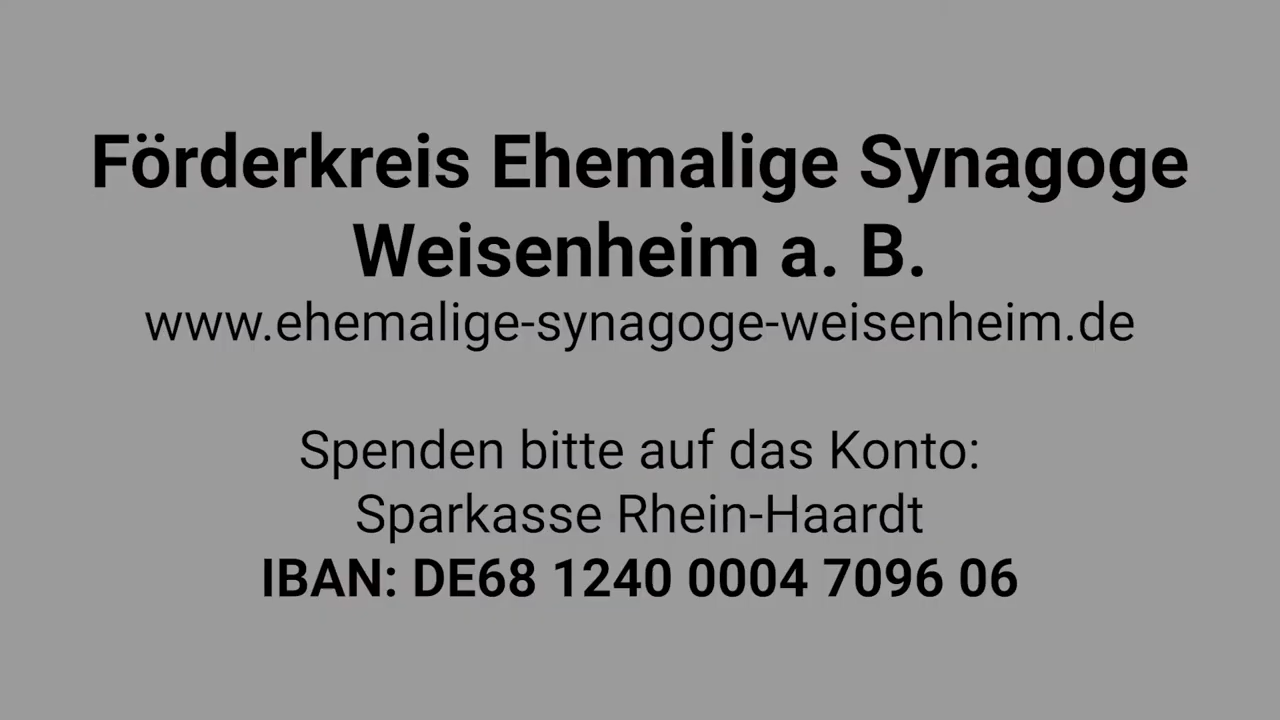 Förderkreis Ehemalige Synagoge
Weisenheim a. B.
www.ehemalige-synagoge-weisenheim.de
Spenden bitte auf das Konto:
Sparkasse Rhein-Haardt
IBAN: DE68 1240 0004 7096 06